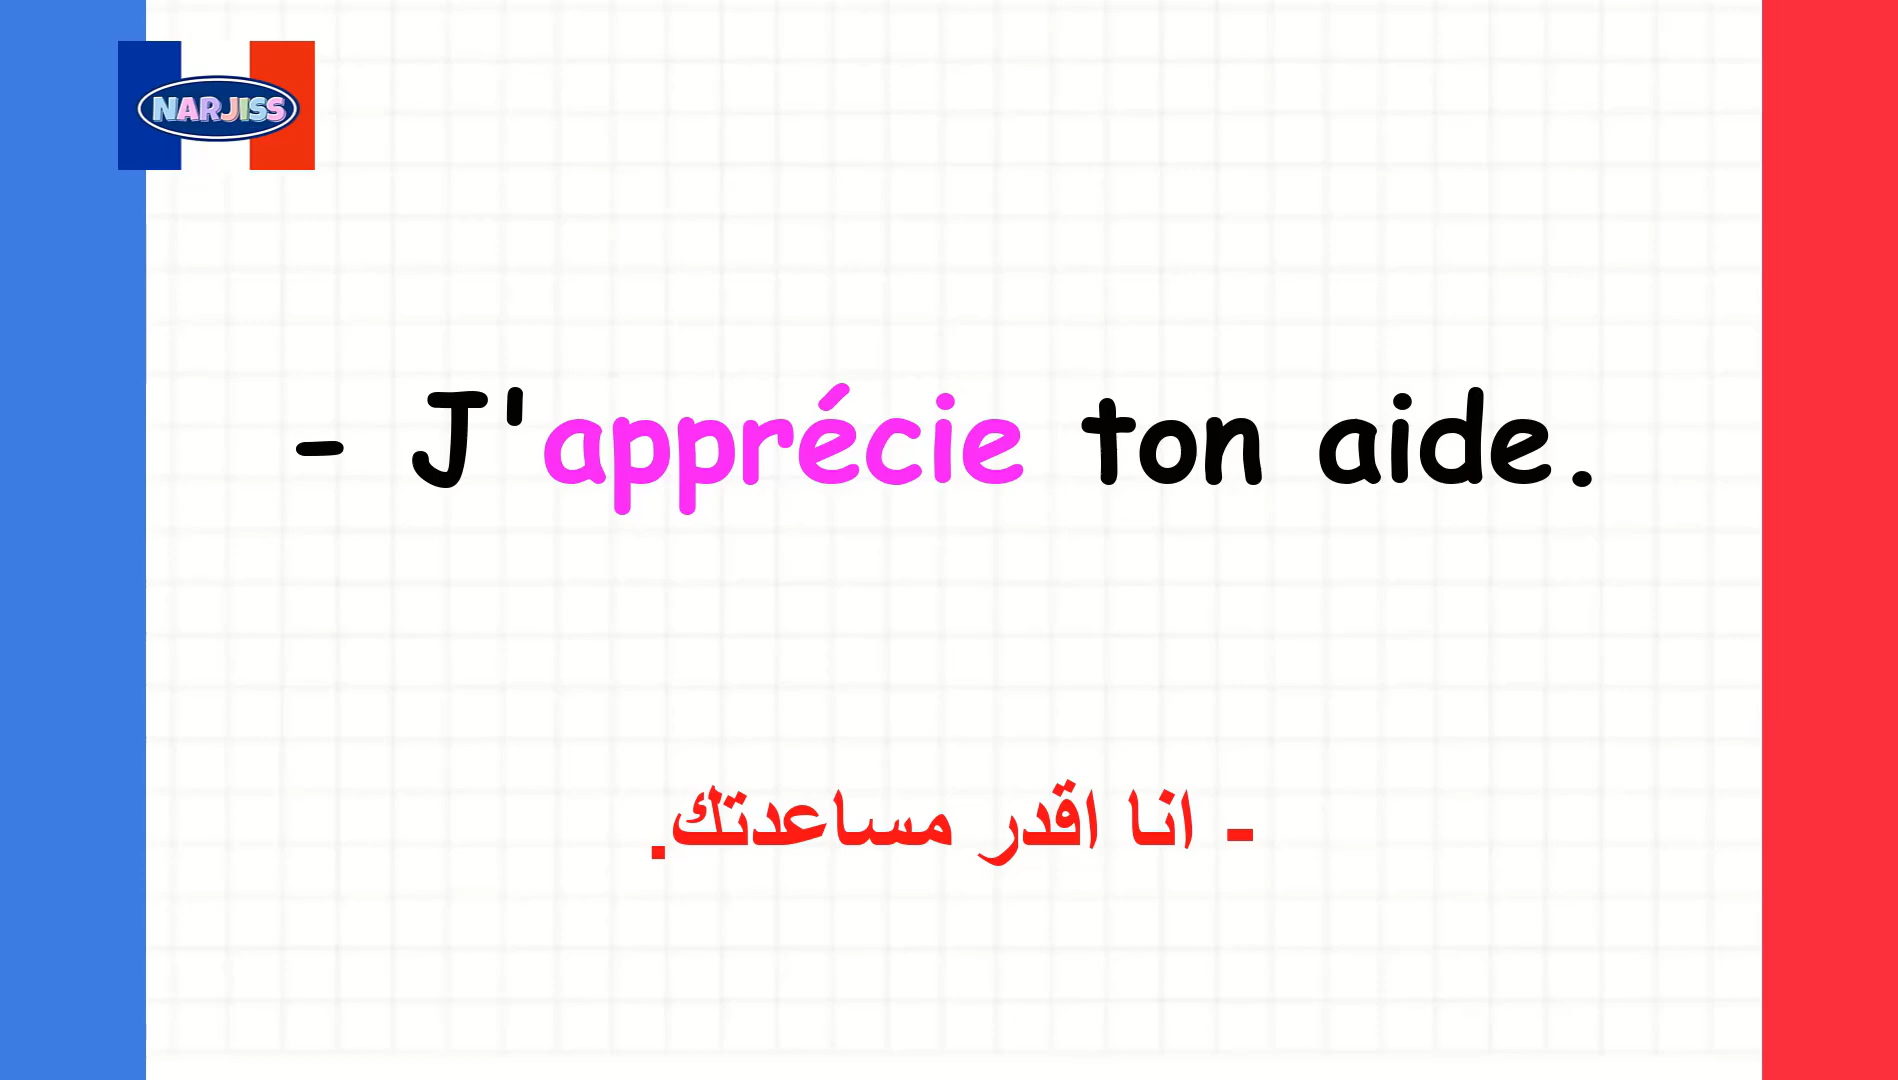 NARJISS
- J'apprécie ton aide.
- انا اقدر مساعدتك.